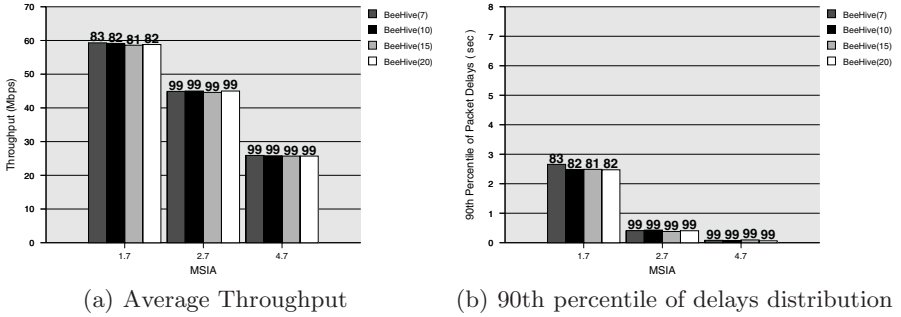 70
60
50
40
30
20
10
0
Throughput (Mbps)
83 82 81 82
99 99 99 99
99 99 99 99
1.7 2.7 4.7
MSIA
BeeHive(7)
BeeHive(10)
BeeHive(15)
BeeHive(20)
(a) Average Throughput
8
7
6
5
4
3
2
1
0
90th Percentile of Packet Delays ( sec )
83 82 81 82
99 99 99 99
99 99 99 99
1.7 2.7 4.7
MSIA
BeeHive(7)
BeeHive(10)
BeeHive(15)
BeeHive(20)
(b) 90th percentile of delays distribution